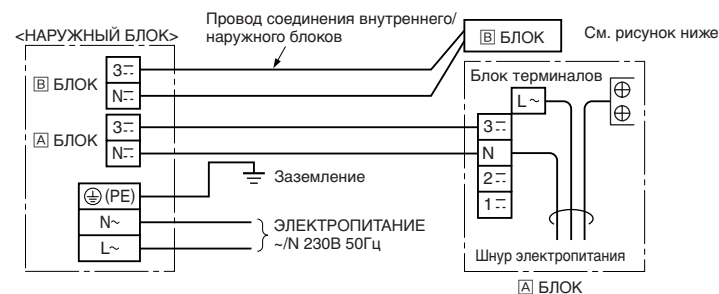 Провод соединения внутреннего/
наружного блоков
<НАРУЖНЫЙ БЛОК>
B БЛОК
См. рисунок ниже
B БЛОК
3
N
A БЛОК
3
N
Блок терминалов
L~
3
N
2
1
(PE)
Заземление
N~
L~
ЭЛЕКТРОПИТАНИЕ
~/N 230В 50Гц
Шнур электропитания
A БЛОК